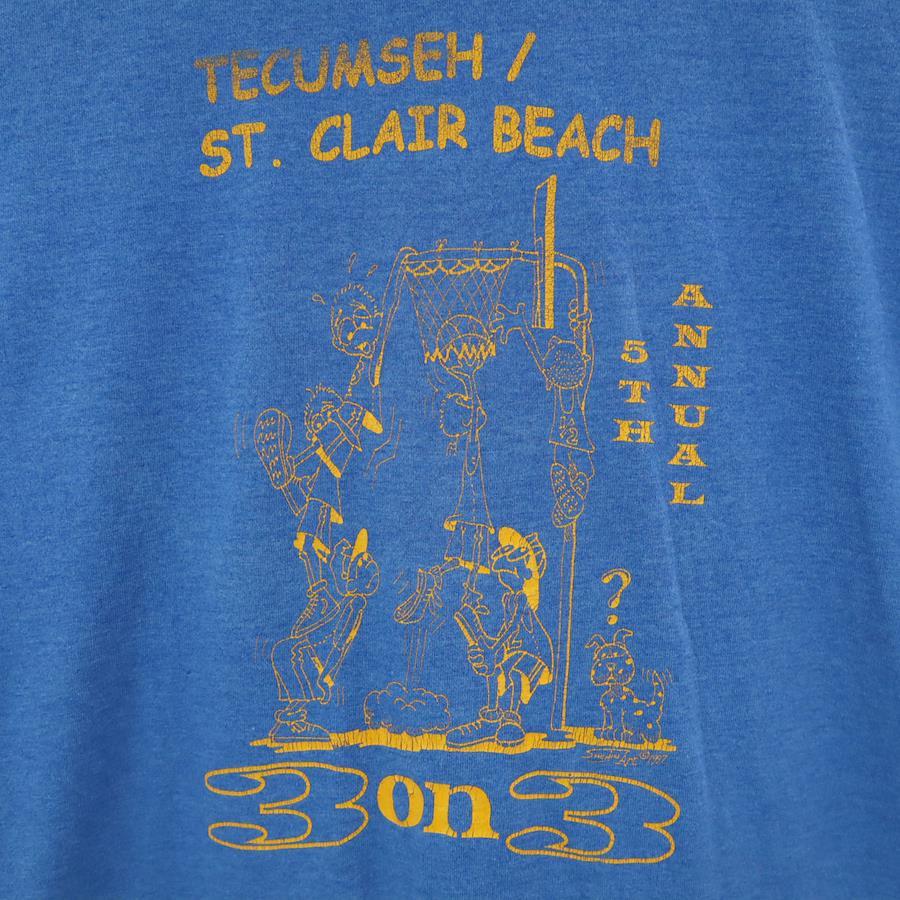 TECUMSEH /
ST. CLAIR BEACH
5TH
ANNUAL
?
3 on 3